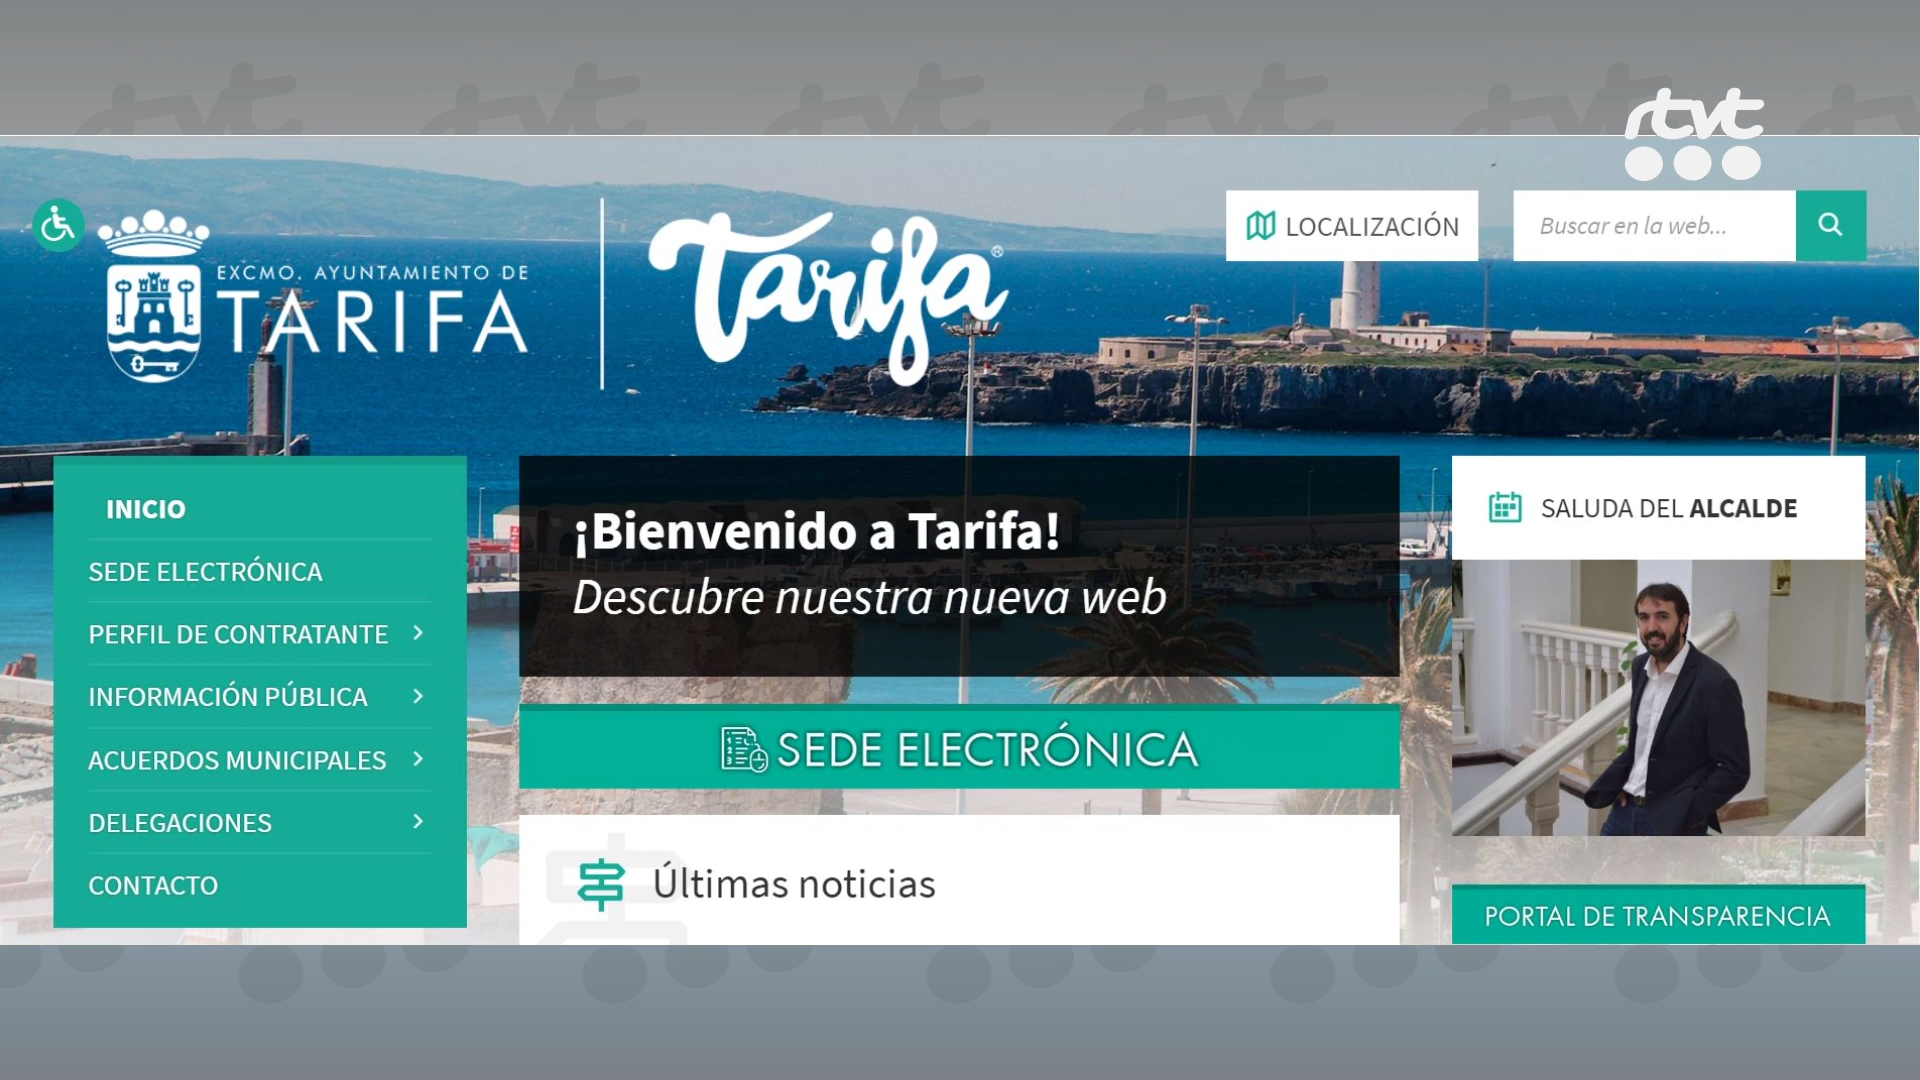 rtvt
EXCMO. AYUNTAMIENTO DE
TARIFA
Tarifa®
LOCALIZACIÓN
Buscar en la web...
INICIO
SEDE ELECTRÓNICA
PERFIL DE CONTRATANTE
INFORMACIÓN PÚBLICA
ACUERDOS MUNICIPALES
DELEGACIONES
CONTACTO
¡Bienvenido a Tarifa!
Descubre nuestra nueva web
SEDE ELECTRÓNICA
Últimas noticias
SALUDA DEL ALCALDE
PORTAL DE TRANSPARENCIA